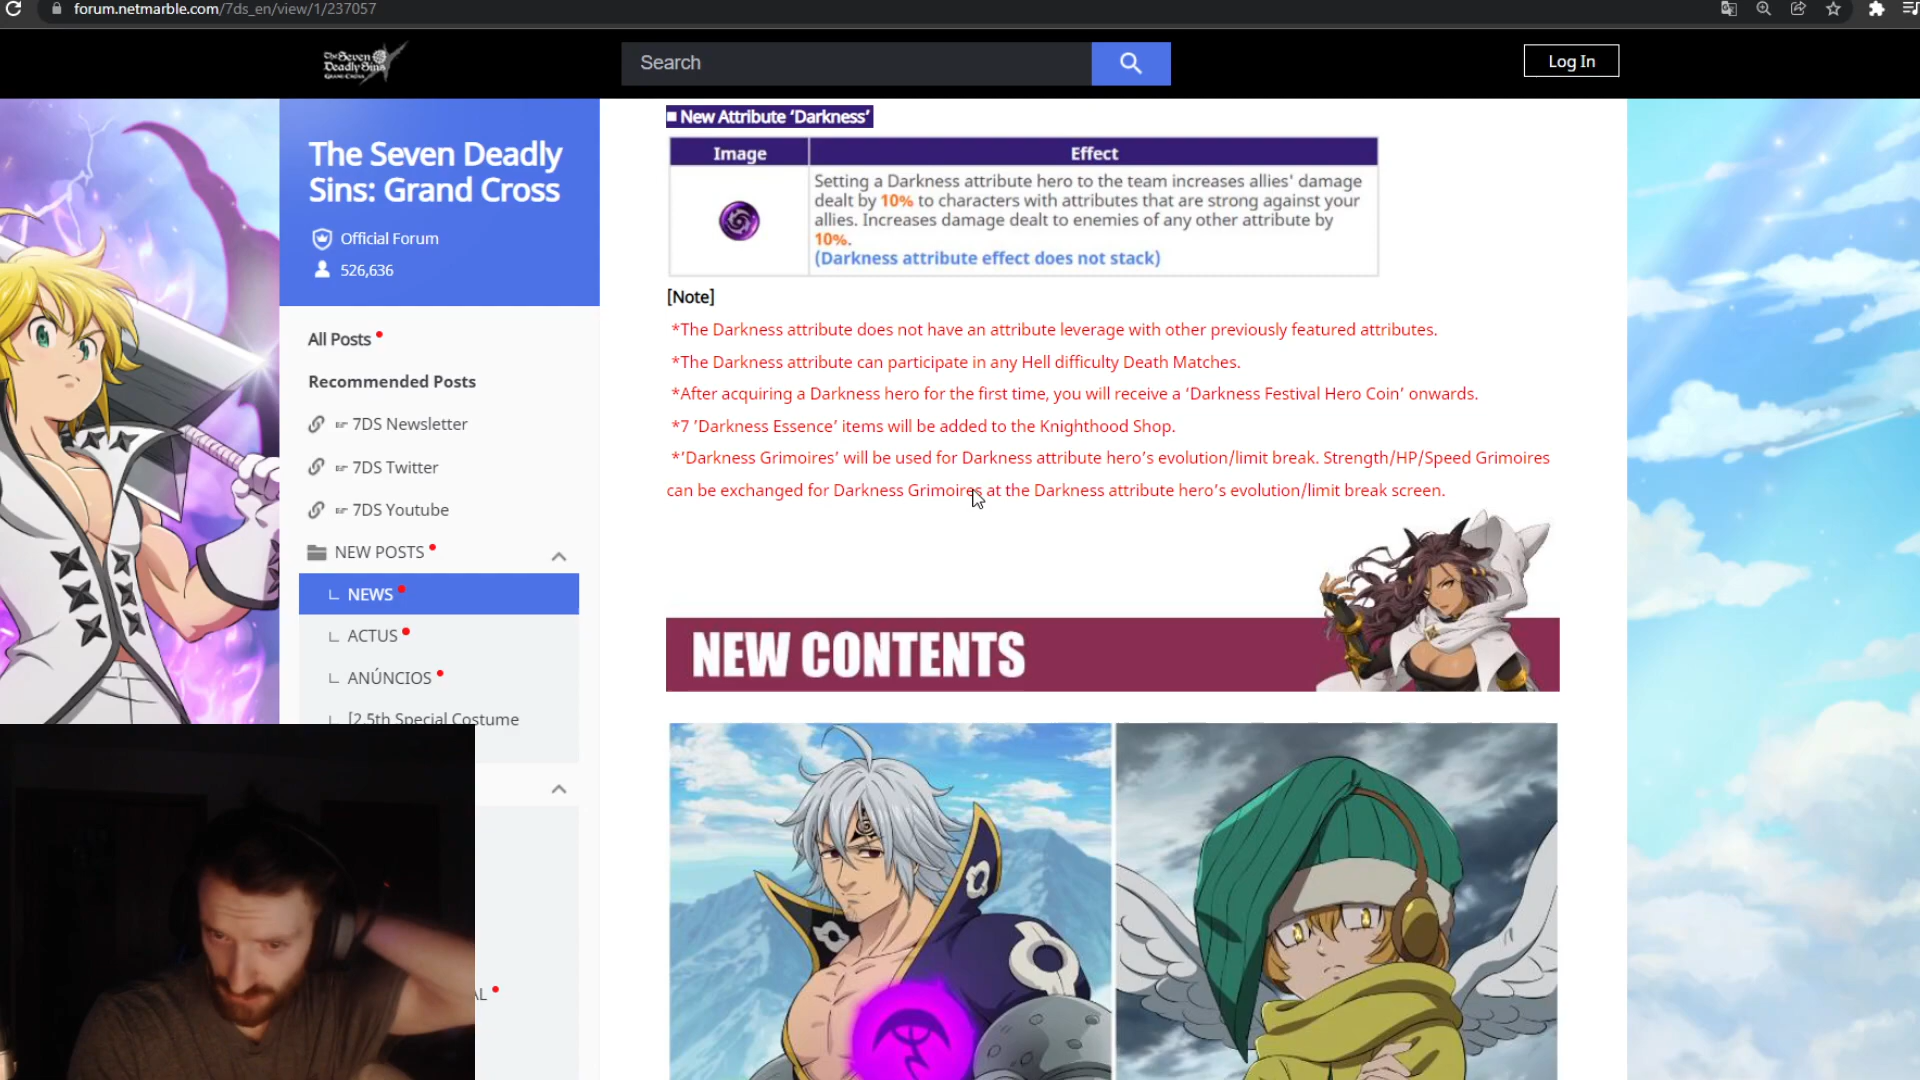 forum.netmarble.com/7ds_en/view/1/237057
The Seven
Deadly Sins
GRAND CROSS
Search
Log In
The Seven Deadly
Sins: Grand Cross
Official Forum
526,636
All Posts
Recommended Posts
☞ 7DS Newsletter
☞ 7DS Twitter
☞ 7DS Youtube
NEW POSTS
NEWS
ACTUS
ANÚNCIOS
[2.5th Special Costume
AL
■ New Attribute ‘Darkness’
Image Effect
Setting a Darkness attribute hero to the team increases allies' damage
dealt by 10% to characters with attributes that are strong against your
allies. Increases damage dealt to enemies of any other attribute by
10%.
(Darkness attribute effect does not stack)
[Note]
*The Darkness attribute does not have an attribute leverage with other previously featured attributes.
*The Darkness attribute can participate in any Hell difficulty Death Matches.
*After acquiring a Darkness hero for the first time, you will receive a ‘Darkness Festival Hero Coin’ onwards.
*7 ’Darkness Essence’ items will be added to the Knighthood Shop.
*’Darkness Grimoires’ will be used for Darkness attribute hero’s evolution/limit break. Strength/HP/Speed Grimoires
can be exchanged for Darkness Grimoires at the Darkness attribute hero’s evolution/limit break screen.
NEW CONTENTS